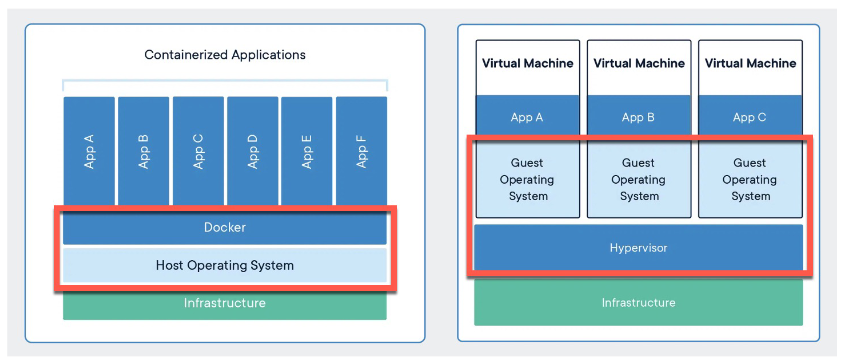 Containerized Applications
App A
App B
App C
App D
App E
App F
Docker
Host Operating System
Infrastructure
Virtual Machine
Virtual Machine
Virtual Machine
App A
App B
App C
Guest
Operating
System
Guest
Operating
System
Guest
Operating
System
Hypervisor
Infrastructure